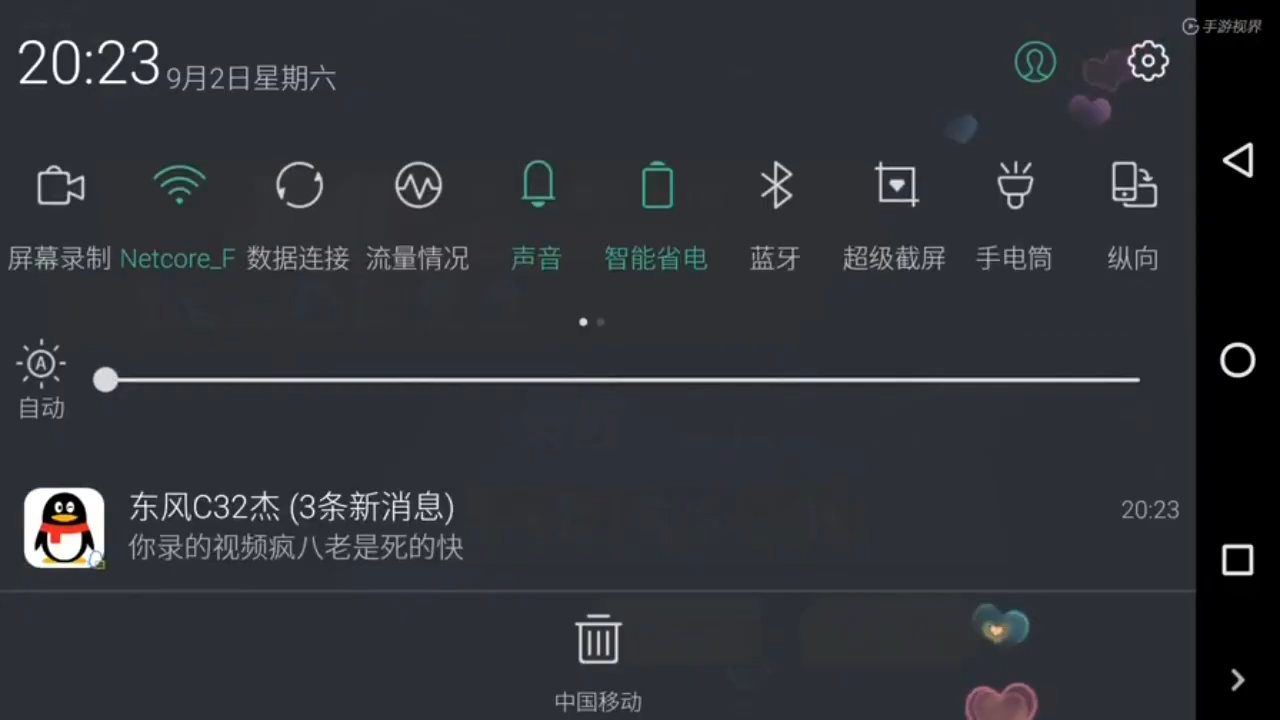 手游视界
20:23 9月2日星期六
屏幕录制 Netcore_F 数据连接 流量情况 声音 智能省电 蓝牙 超级截屏 手电筒 纵向
A
自动
东风C32杰 (3条新消息) 20:23
你录的视频疯八老是死的快
中国移动